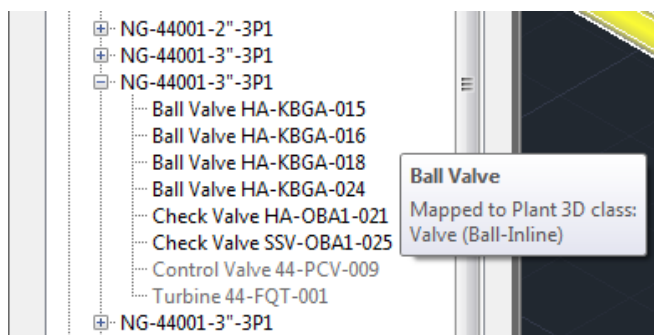 NG-44001-2"-3P1
NG-44001-3"-3P1
NG-44001-3"-3P1
Ball Valve HA-KBGA-015
Ball Valve HA-KBGA-016
Ball Valve HA-KBGA-018
Ball Valve HA-KBGA-024
Check Valve HA-OBA1-021
Check Valve SSV-OBA1-025
Control Valve 44-PCV-009
Turbine 44-FQT-001
NG-44001-3"-3P1
Ball Valve
Mapped to Plant 3D class:
Valve (Ball-Inline)